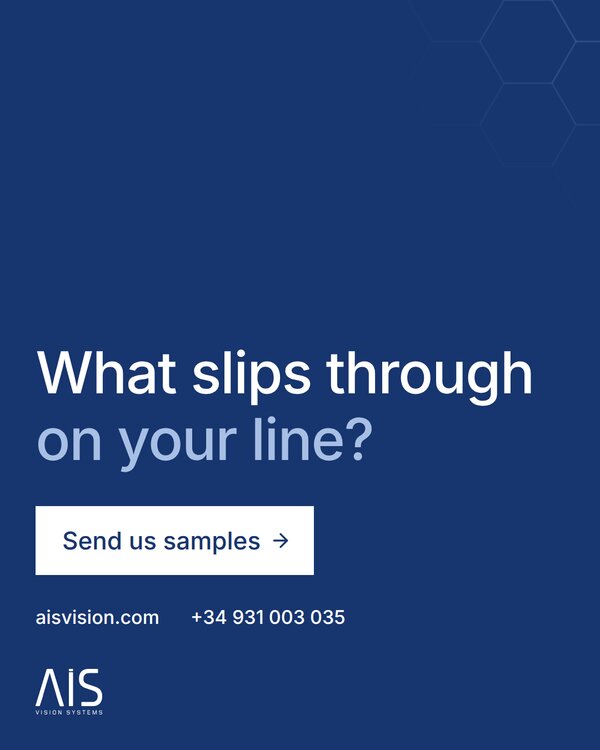 What slips through
on your line?
Send us samples →
aisvision.com +34 931 003 035
AIS
VISION SYSTEMS